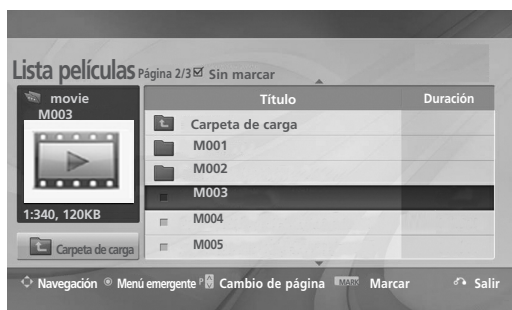 Lista películas Página 2/3 Sin marcar
movie
M003
1:340, 120KB
Carpeta de carga
Título Duración
Carpeta de carga
M001
M002
M003
M004
M005
Navegación Menú emergente P Cambio de página MARK Marcar Salir